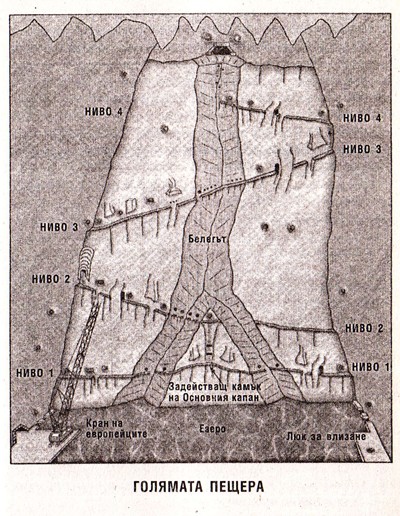 НИВО 4
НИВО 4
НИВО 3
НИВО 3
Белегът
НИВО 2
НИВО 2
НИВО 1
НИВО 1
Задействащ камък
на Основния капан
Кран на
европейците
Езеро
Люк за влизане
ГОЛЯМАТА ПЕЩЕРА